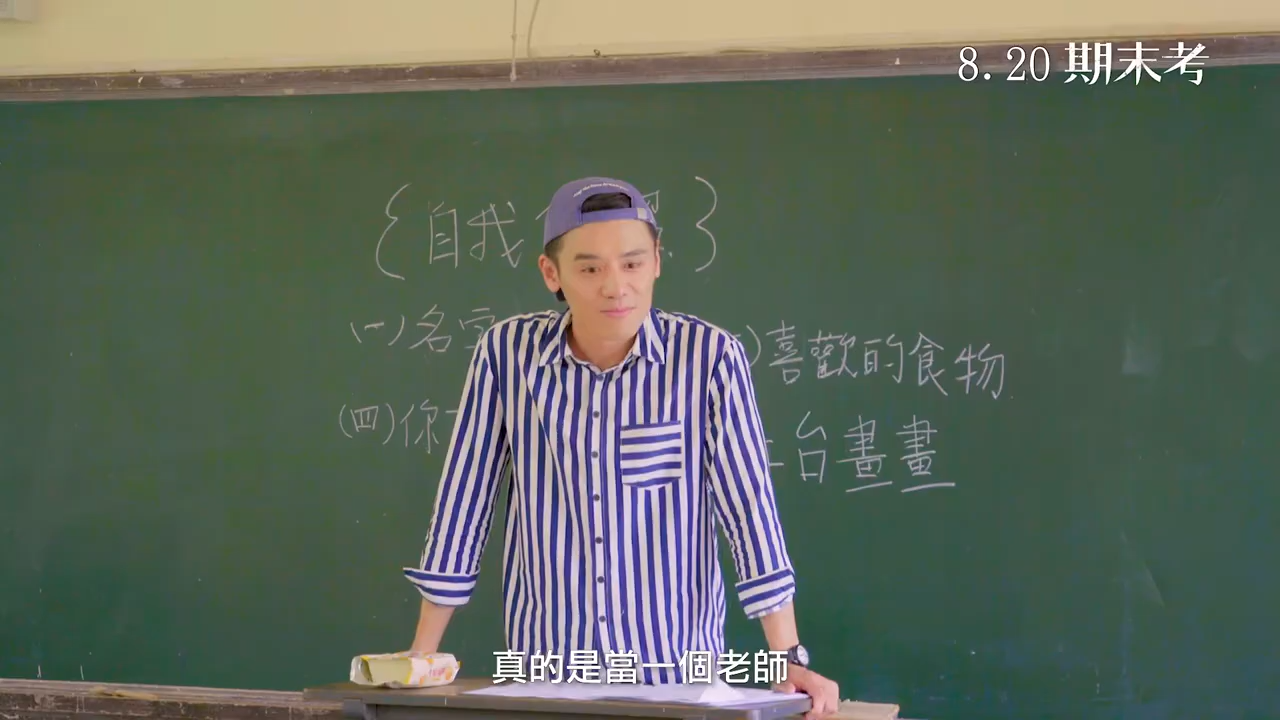 8.20 期末考
{自我
(一)名字
喜歡的食物
(四)你
台畫畫
真的是當一個老師